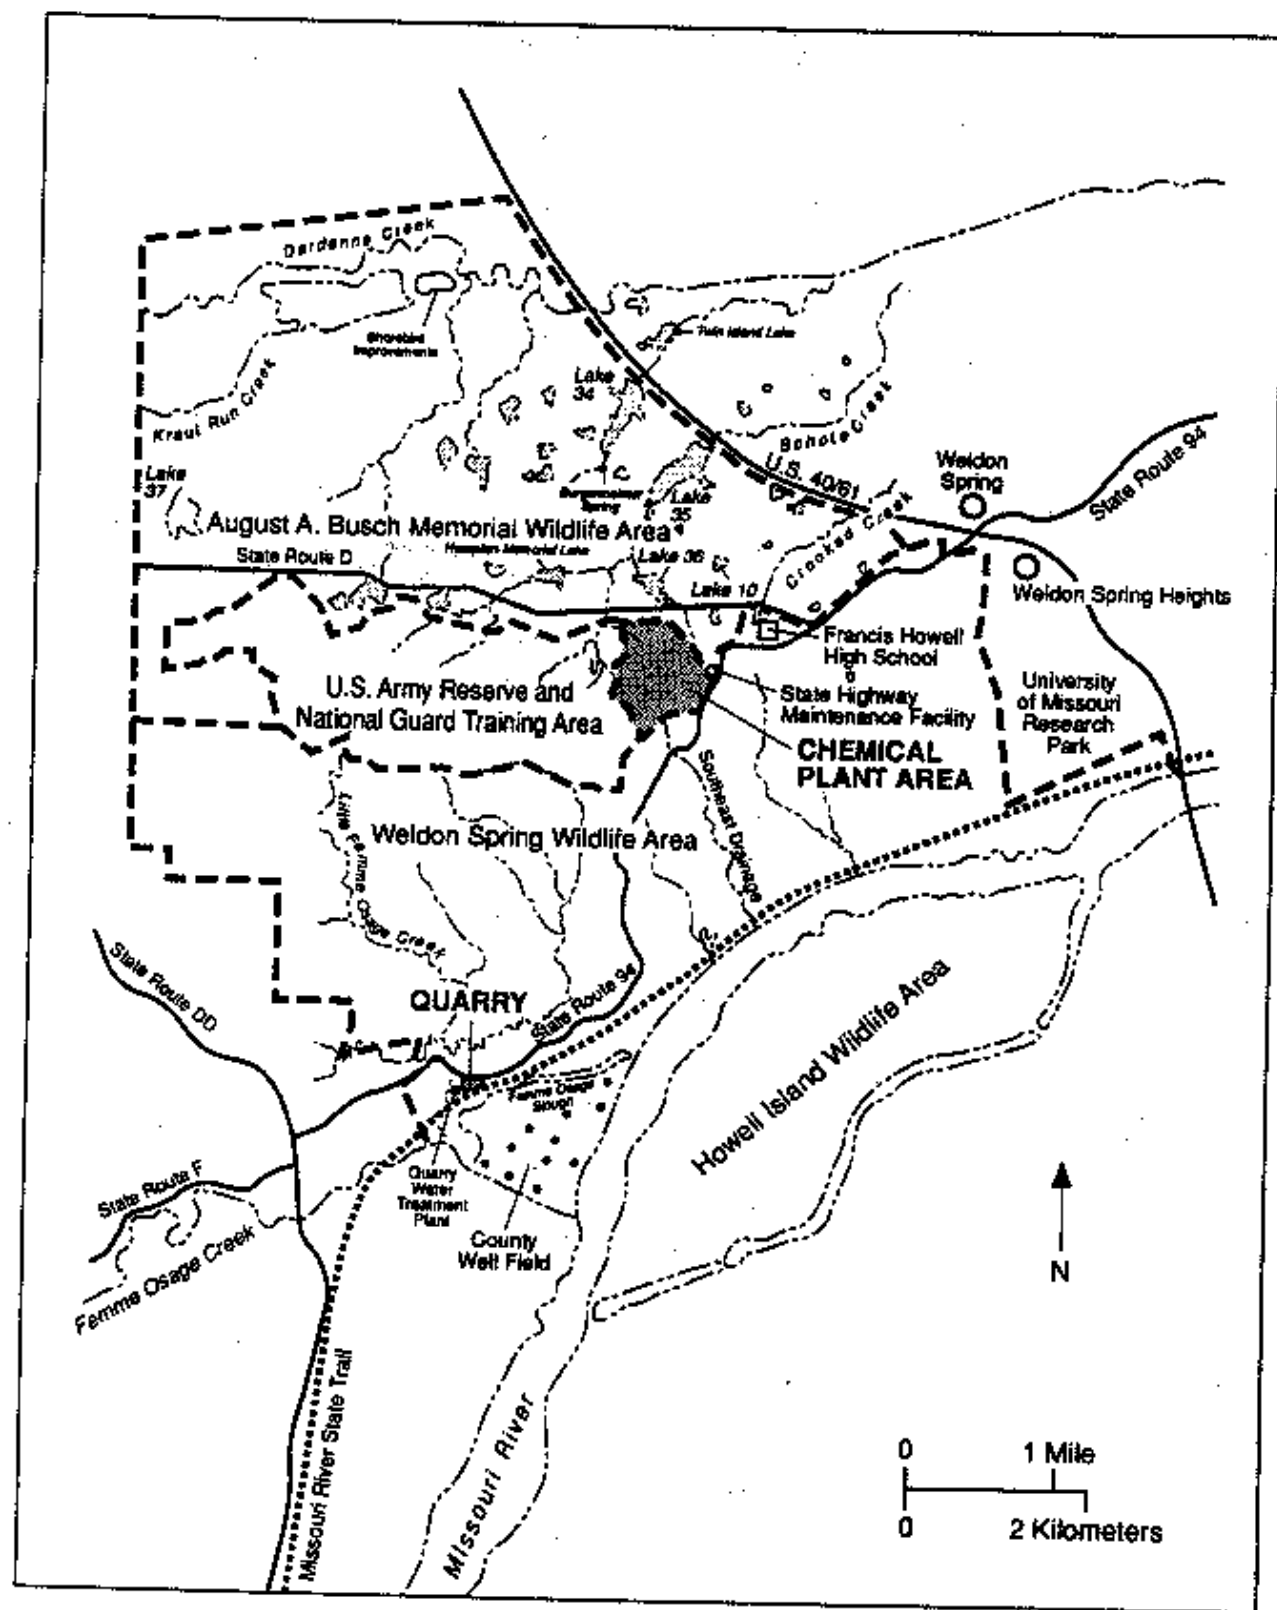 Dardenne Creek
Shorebird
Improvements
Twin Island Lake
Lake
34
Kraut Run Creek
Schote Creek
Lake
37
Burgermeister
Spring
Lake
35
U.S. 40/61
Weldon
Spring
State Route 94
August A. Busch Memorial Wildlife Area
State Route D
Lake 36
Crooked Creek
Lake 10
Weldon Spring Heights
Francis Howell
High School
U.S. Army Reserve and
National Guard Training Area
State Highway
Maintenance Facility
University
of Missouri
Research
Park
CHEMICAL
PLANT AREA
Southeast Drainage
Little Femme Osage Creek
Weldon Spring Wildlife Area
State Route DD
QUARRY
State Route 94
Howell Island Wildlife Area
Femme Osage
Slough
State Route F
Quarry
Water
Treatment
Plant
County
Well Field
Femme Osage Creek
N
Missouri River State Trail
Missouri River
0 1 Mile
0 2 Kilometers